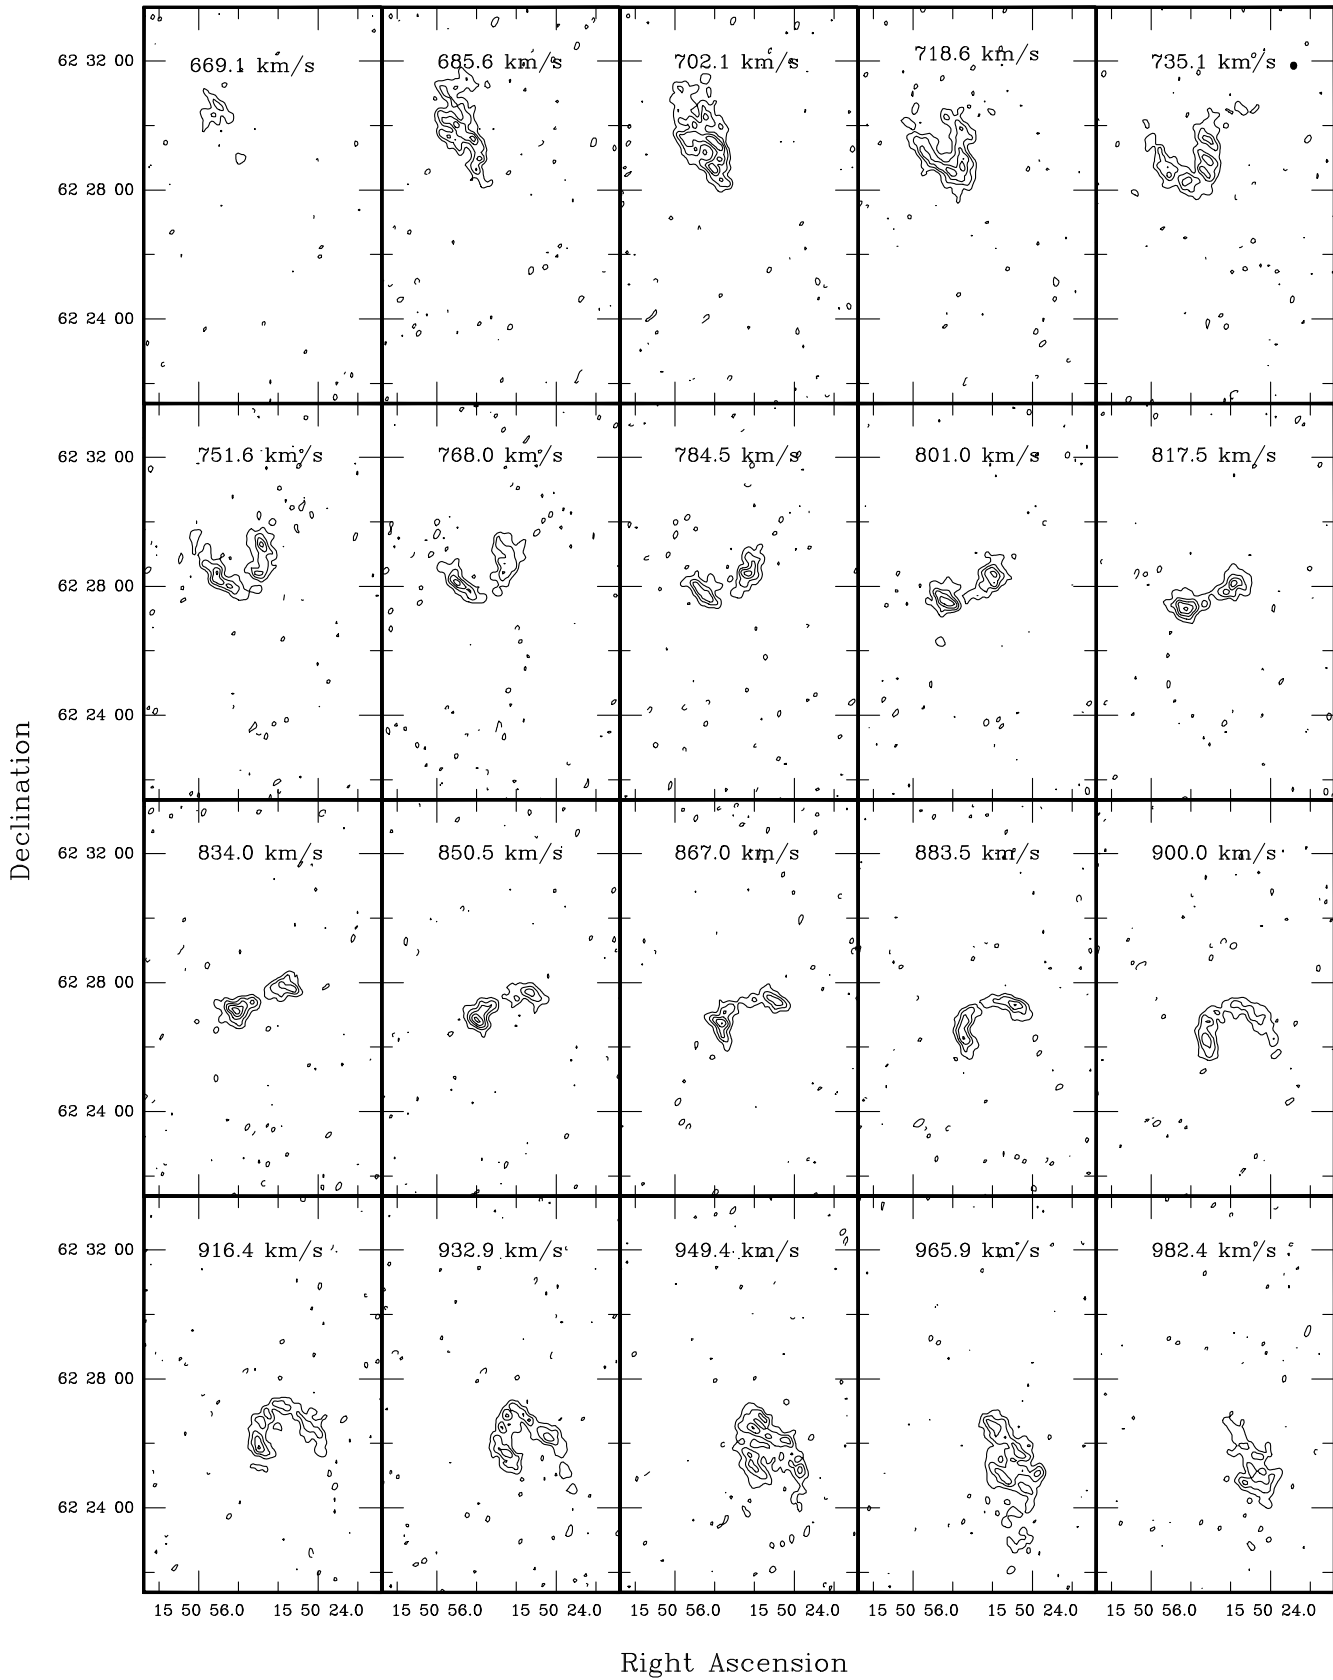 62 32 00
669.1 km/s
685.6 km/s
702.1 km/s
718.6 km/s
735.1 km/s
62 28 00
62 24 00
62 32 00
751.6 km/s
768.0 km/s
784.5 km/s
801.0 km/s
817.5 km/s
62 28 00
62 24 00
Declination
62 32 00
834.0 km/s
850.5 km/s
867.0 km/s
883.5 km/s
900.0 km/s
62 28 00
62 24 00
62 32 00
916.4 km/s
932.9 km/s
949.4 km/s
965.9 km/s
982.4 km/s
62 28 00
62 24 00
15 50 56.0 15 50 24.0
15 50 56.0 15 50 24.0
15 50 56.0 15 50 24.0
15 50 56.0 15 50 24.0
15 50 56.0 15 50 24.0
Right Ascension